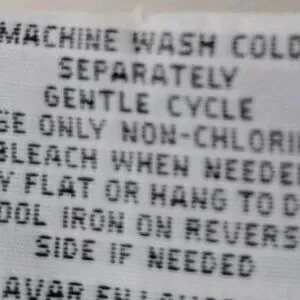 MACHINE WASH COLD
SEPARATELY
GENTLE CYCLE
SE ONLY NON-CHLORI
BLEACH WHEN NEEDE
Y FLAT OR HANG TO D
OOL IRON ON REVERS
SIDE IF NEEDED